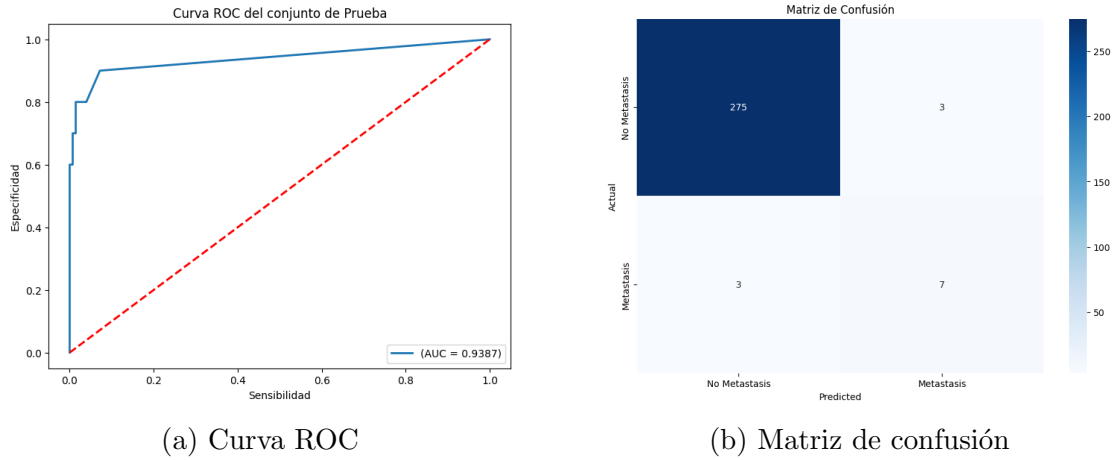 Curva ROC del conjunto de Prueba
1.0
0.8
0.6
0.4
0.2
0.0
Especificidad
0.0
0.2
0.4
0.6
0.8
1.0
Sensibilidad
(AUC = 0.9387)
(a) Curva ROC
Matriz de Confusión
No Metastasis
Metastasis
Actual
275
3
3
7
No Metastasis
Metastasis
Predicted
250
200
150
100
50
(b) Matriz de confusión